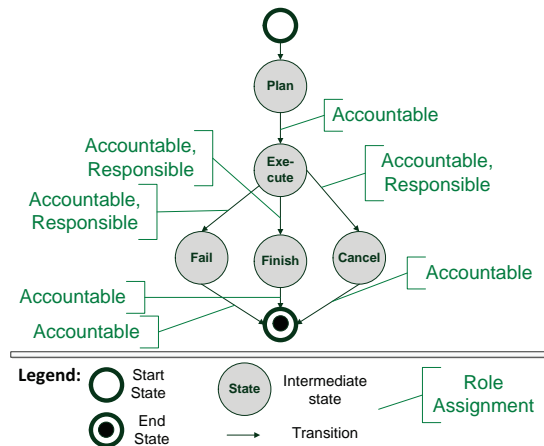 Plan
Accountable
Accountable,
Responsible
Exe-
cute
Accountable,
Responsible
Accountable,
Responsible
Fail
Finish
Cancel
Accountable
Accountable
Accountable
Legend:
Start
State
State
Intermediate
state
Role
Assignment
End
State
Transition